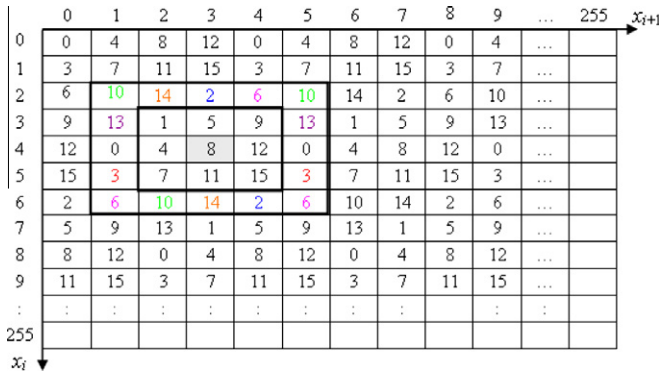 0 1 2 3 4 5 6 7 8 9 ... 255 xi+1
0 0 4 8 12 0 4 8 12 0 4 ...
1 3 7 11 15 3 7 11 15 3 7 ...
2 6 10 14 2 6 10 14 2 6 10 ...
3 9 13 1 5 9 13 1 5 9 13 ...
4 12 0 4 8 12 0 4 8 12 0 ...
5 15 3 7 11 15 3 7 11 15 3 ...
6 2 6 10 14 2 6 10 14 2 6 ...
7 5 9 13 1 5 9 13 1 5 9 ...
8 8 12 0 4 8 12 0 4 8 12 ...
9 11 15 3 7 11 15 3 7 11 15 ...
: : : : : : : : : :
255
xi